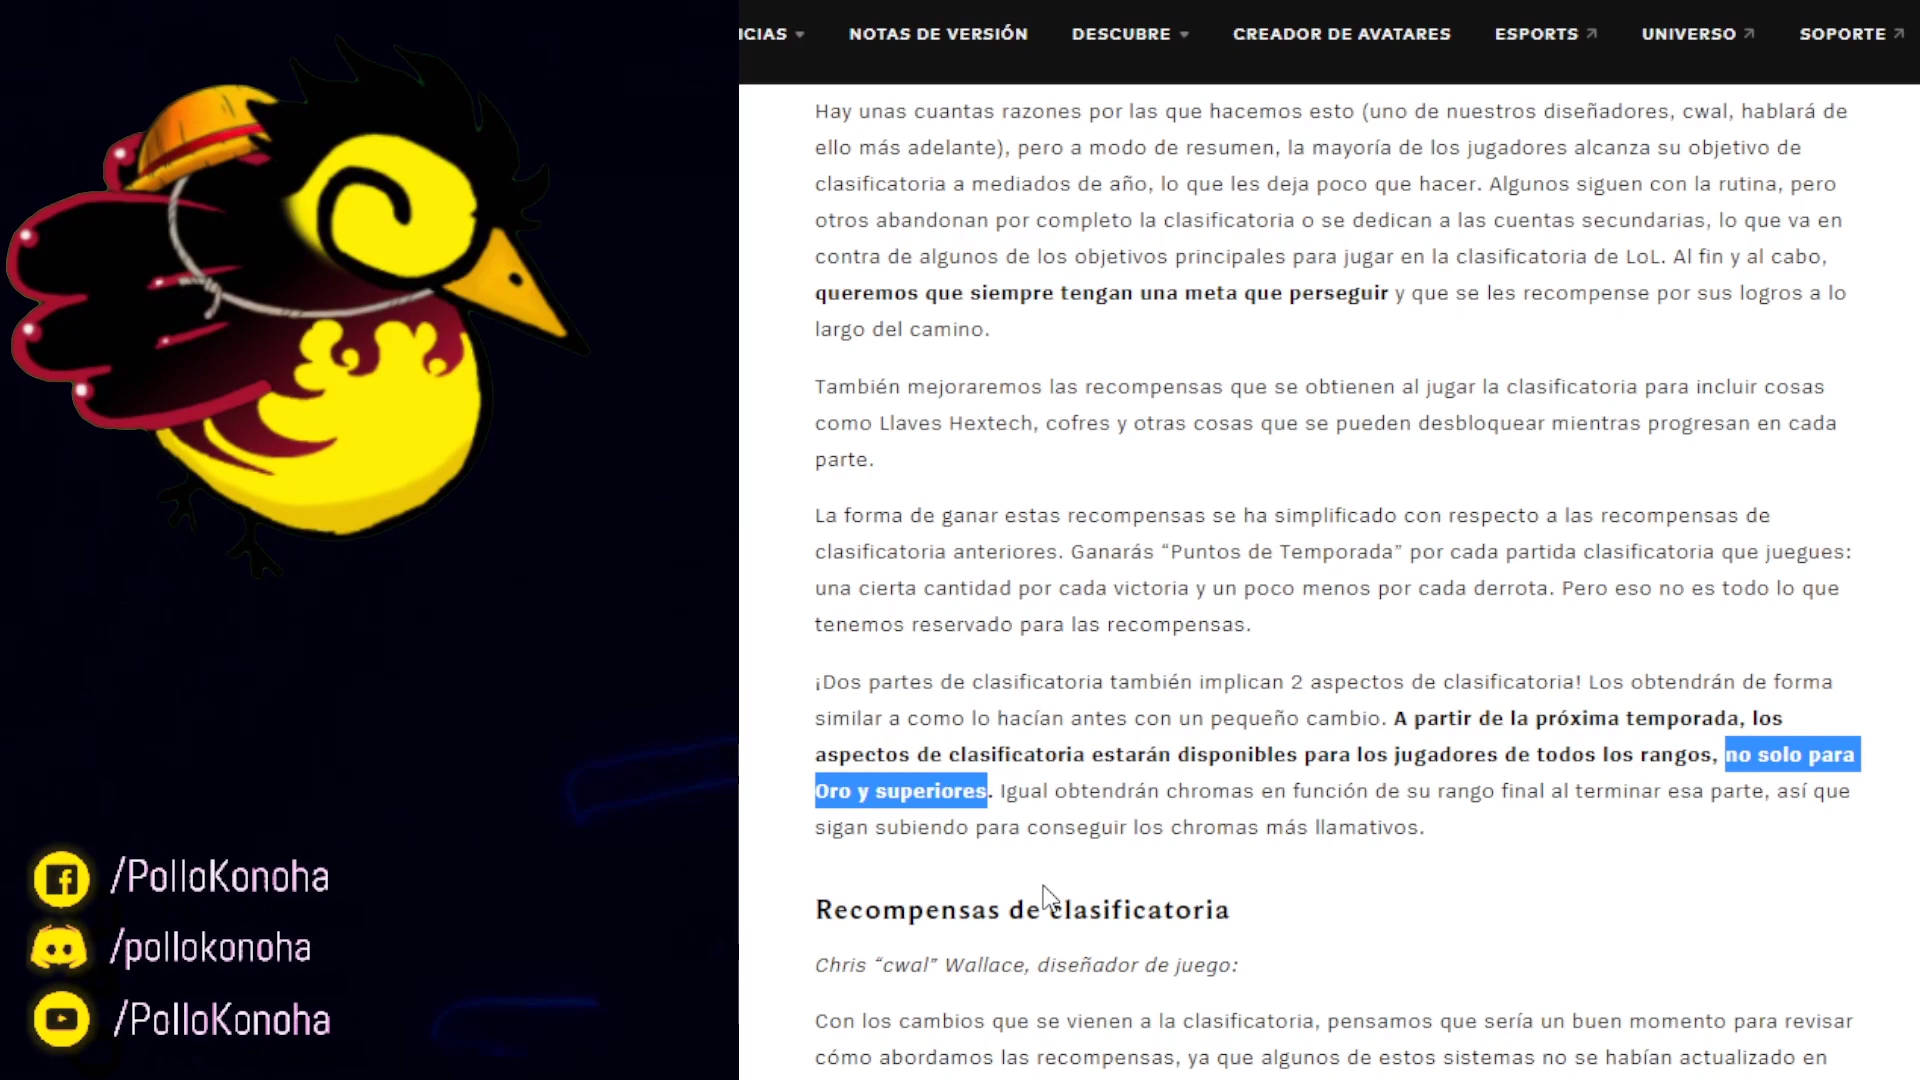 ICIAS
NOTAS DE VERSIÓN
DESCUBRE
CREADOR DE AVATARES
ESPORTS
UNIVERSO
SOPORTE
Hay unas cuantas razones por las que hacemos esto (uno de nuestros diseñadores, cwal, hablará de
ello más adelante), pero a modo de resumen, la mayoría de los jugadores alcanza su objetivo de
clasificatoria a mediados de año, lo que les deja poco que hacer. Algunos siguen con la rutina, pero
otros abandonan por completo la clasificatoria o se dedican a las cuentas secundarias, lo que va en
contra de algunos de los objetivos principales para jugar en la clasificatoria de LoL. Al fin y al cabo,
queremos que siempre tengan una meta que perseguir y que se les recompense por sus logros a lo
largo del camino.
También mejoraremos las recompensas que se obtienen al jugar la clasificatoria para incluir cosas
como Llaves Hextech, cofres y otras cosas que se pueden desbloquear mientras progresan en cada
parte.
La forma de ganar estas recompensas se ha simplificado con respecto a las recompensas de
clasificatoria anteriores. Ganarás “Puntos de Temporada” por cada partida clasificatoria que juegues:
una cierta cantidad por cada victoria y un poco menos por cada derrota. Pero eso no es todo lo que
tenemos reservado para las recompensas.
¡Dos partes de clasificatoria también implican 2 aspectos de clasificatoria! Los obtendrán de forma
similar a como lo hacían antes con un pequeño cambio. A partir de la próxima temporada, los
aspectos de clasificatoria estarán disponibles para los jugadores de todos los rangos, no solo para
Oro y superiores. Igual obtendrán chromas en función de su rango final al terminar esa parte, así que
sigan subiendo para conseguir los chromas más llamativos.
Recompensas de clasificatoria
Chris “cwal” Wallace, diseñador de juego:
Con los cambios que se vienen a la clasificatoria, pensamos que sería un buen momento para revisar
cómo abordamos las recompensas, ya que algunos de estos sistemas no se habían actualizado en
/PolloKonoha
/pollokonoha
/PolloKonoha